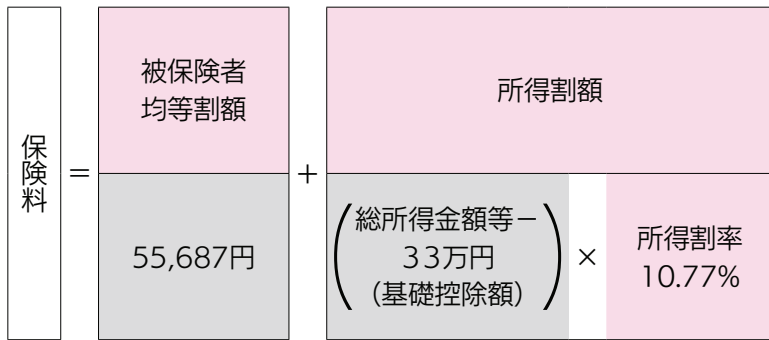 保険料
＝
被保険者
均等割額
55,687円
＋
所得割額
総所得金額等－
33万円
（基礎控除額）
×
所得割率
10.77%